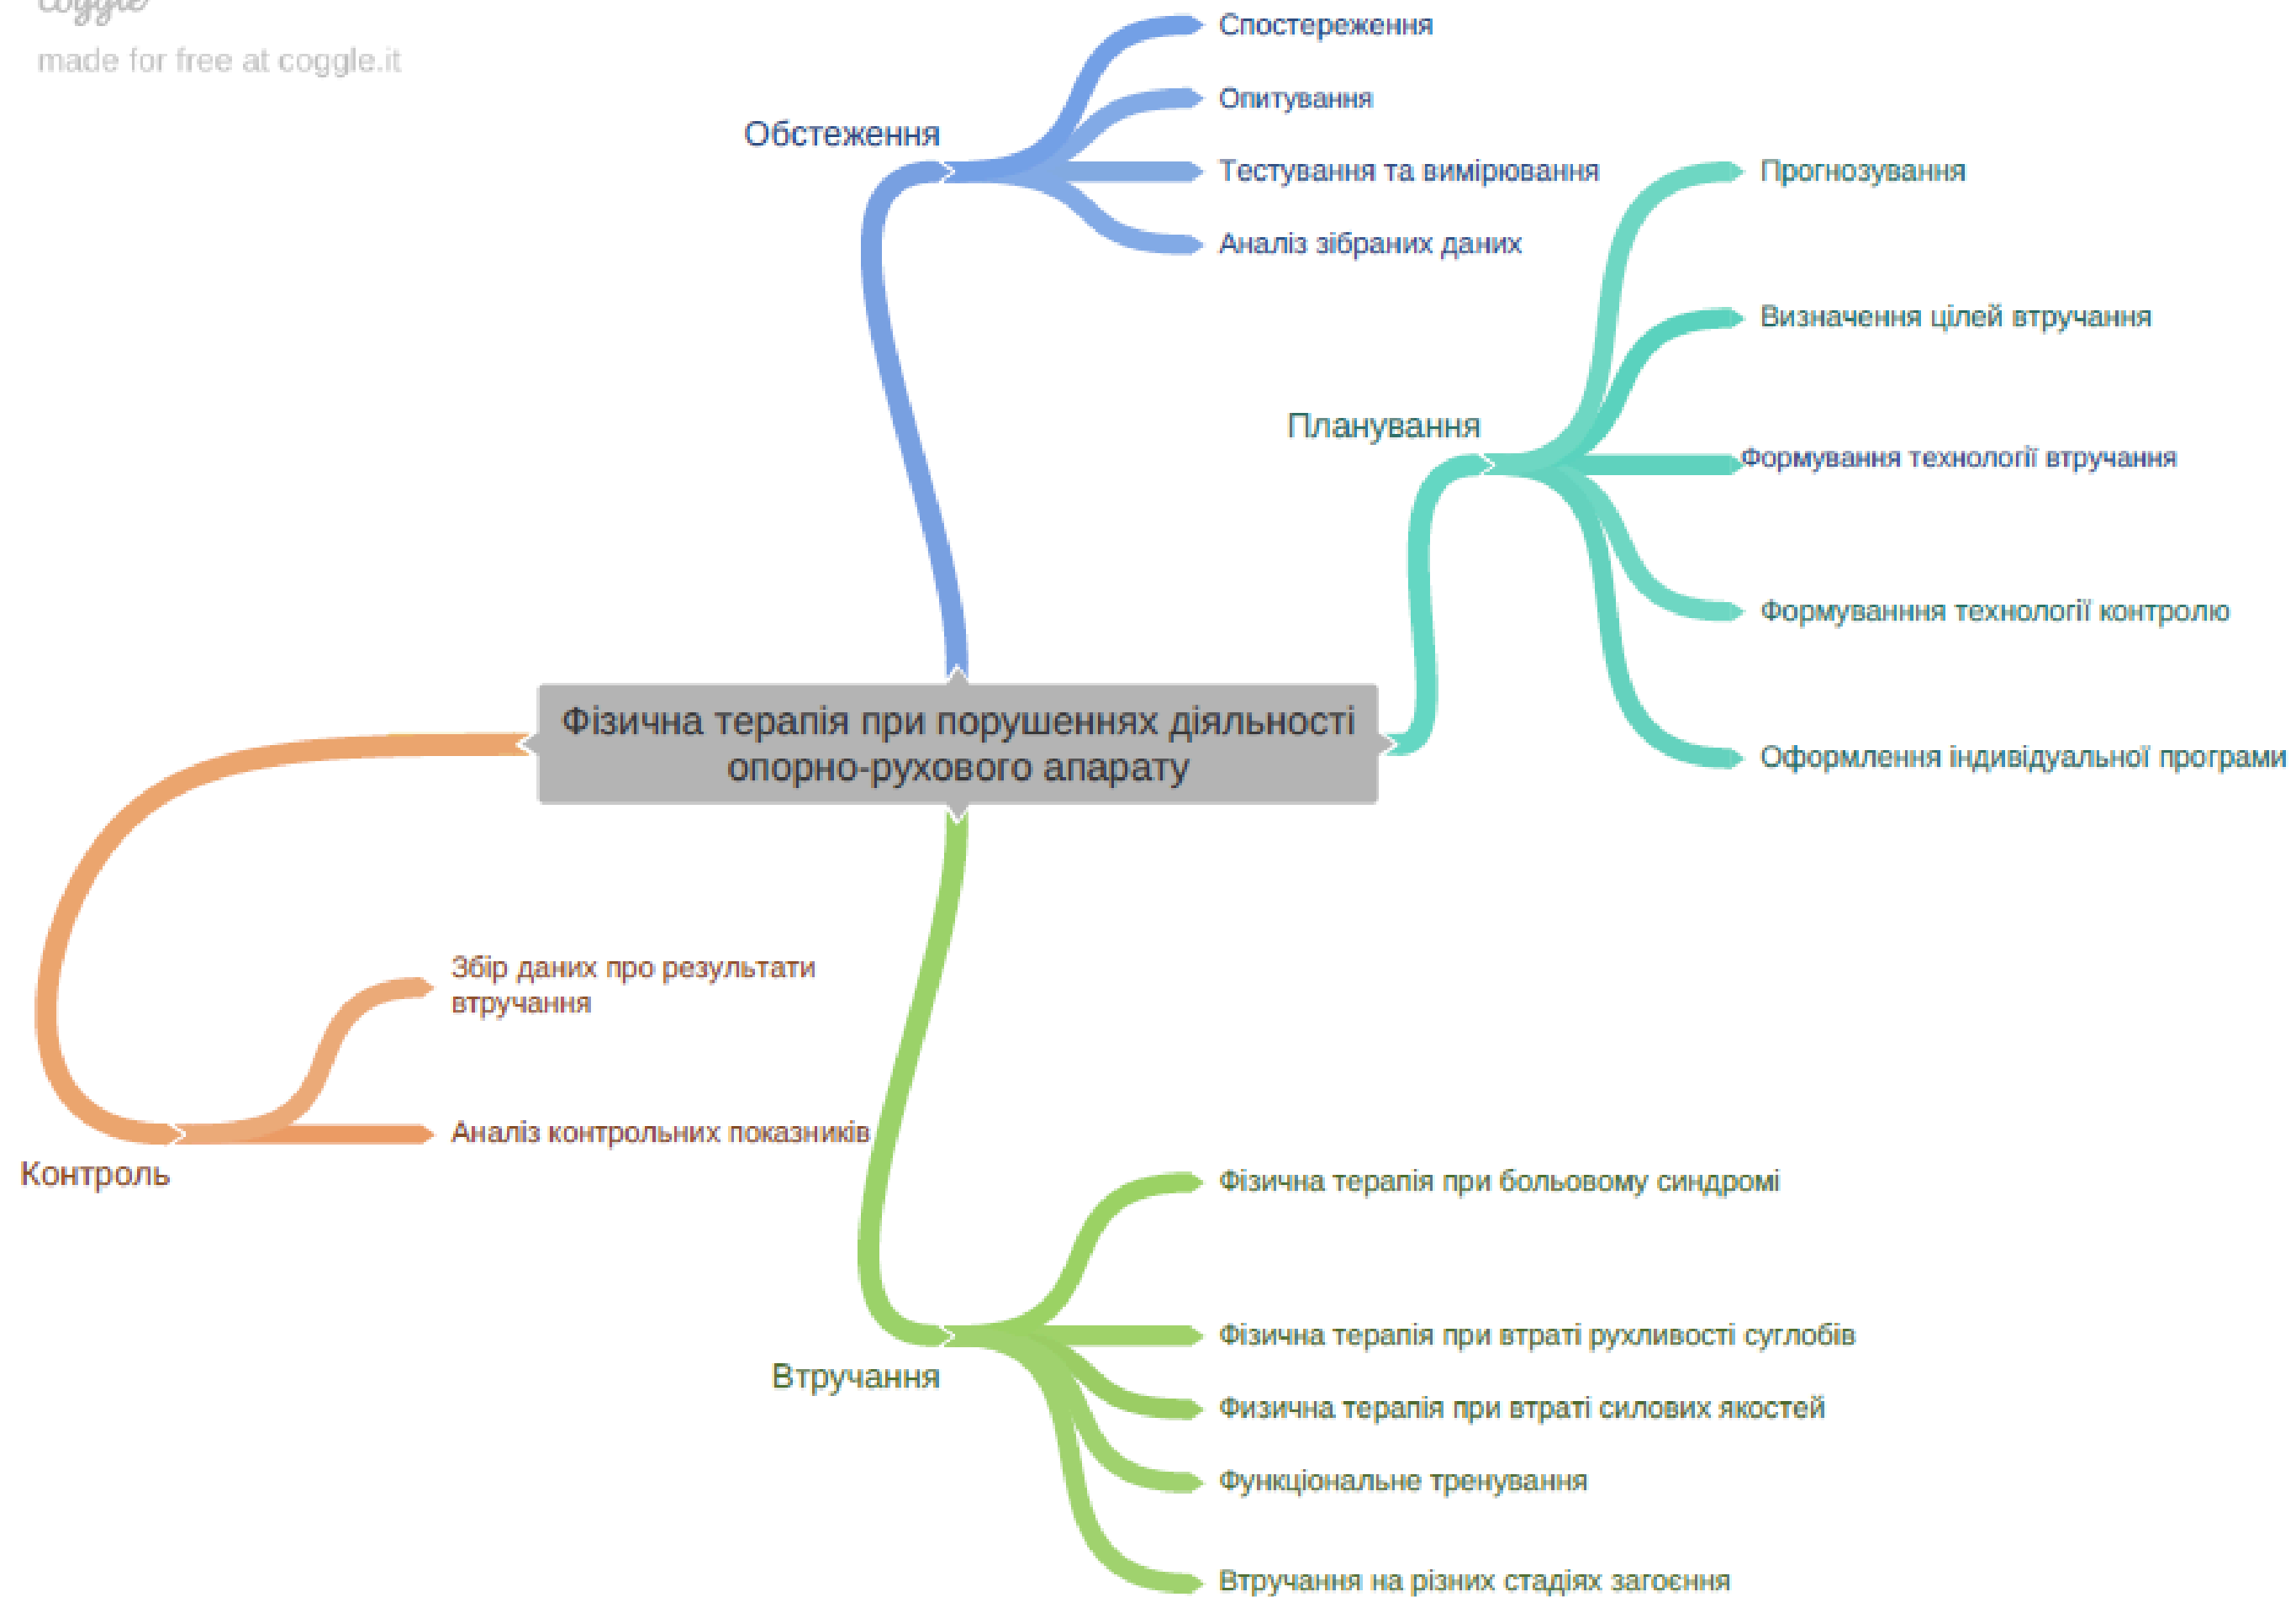 coggle
made for free at coggle.it
Обстеження
Спостереження
Опитування
Тестування та вимірювання
Аналіз зібраних даних
Планування
Прогнозування
Визначення цілей втручання
Формування технології втручання
Формуванння технології контролю
Оформлення індивідуальної програми
Фізична терапія при порушеннях діяльності
опорно-рухового апарату
Контроль
Збір даних про результати
втручання
Аналіз контрольних показників
Втручання
Фізична терапія при больовому синдромі
Фізична терапія при втраті рухливості суглобів
Физична терапія при втраті силових якостей
Функціональне тренування
Втручання на різних стадіях загоєння